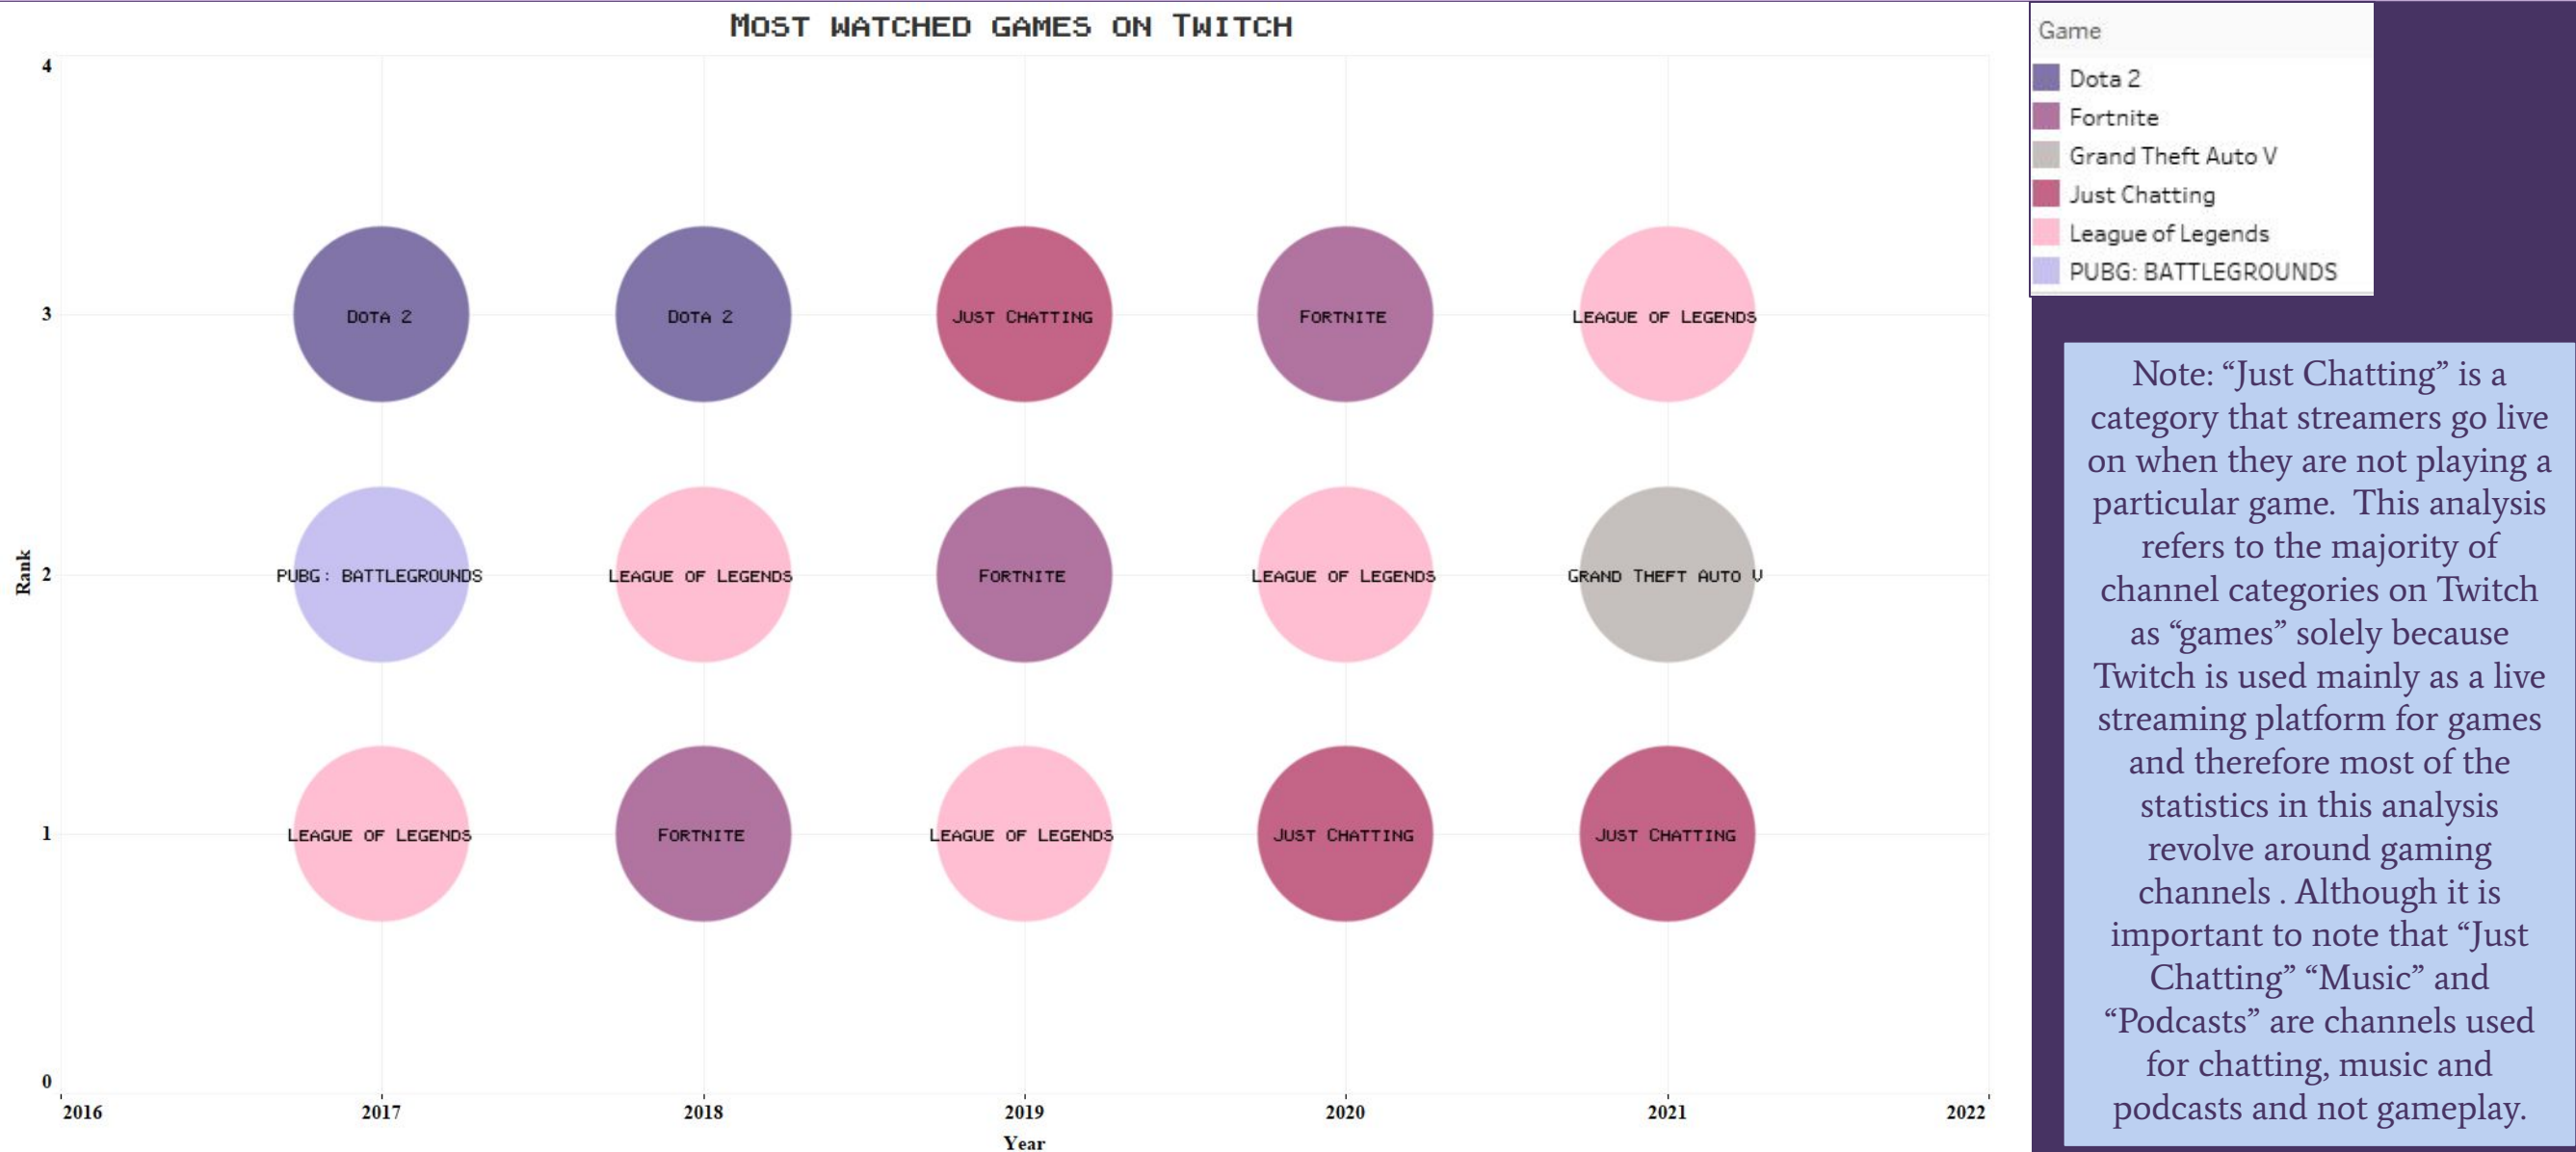 Most watched games on Twitch
4
3
2
1
0
Rank
Dota 2
Dota 2
Just Chatting
Fortnite
League of Legends
PUBG: BATTLEGROUNDS
League of Legends
Fortnite
League of Legends
Grand Theft Auto V
League of Legends
Fortnite
League of Legends
Just Chatting
Just Chatting
2016
2017
2018
2019
2020
2021
2022
Year
Game
Dota 2
Fortnite
Grand Theft Auto V
Just Chatting
League of Legends
PUBG: BATTLEGROUNDS
Note: “Just Chatting” is a
category that streamers go live
on when they are not playing a
particular game.  This analysis
refers to the majority of
channel categories on Twitch
as “games” solely because
Twitch is used mainly as a live
streaming platform for games
and therefore most of the
statistics in this analysis
revolve around gaming
channels . Although it is
important to note that “Just
Chatting” “Music” and
“Podcasts” are channels used
for chatting, music and
podcasts and not gameplay.